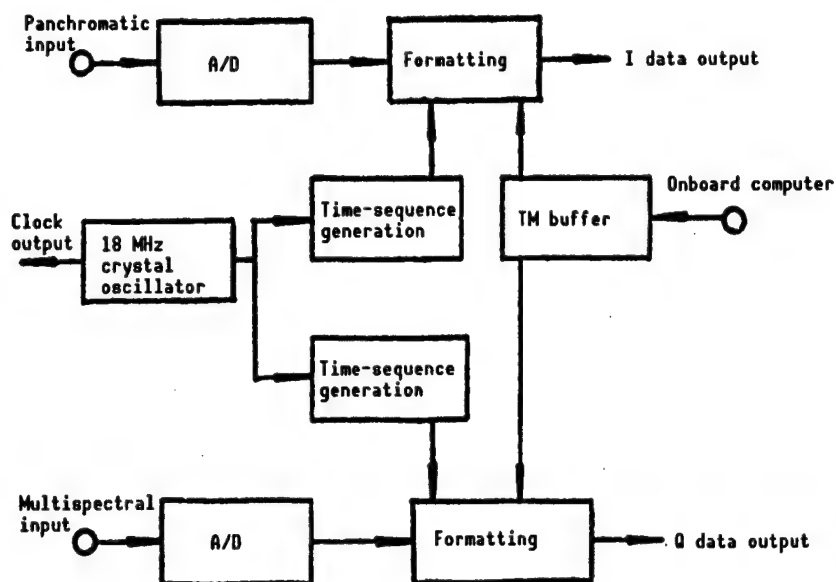 Panchromatic
input
A/D
Formatting
I data output
Clock
output
18 MHz
crystal
oscillator
Time-sequence
generation
TM buffer
Onboard computer
Time-sequence
generation
Multispectral
input
A/D
Formatting
Q data output